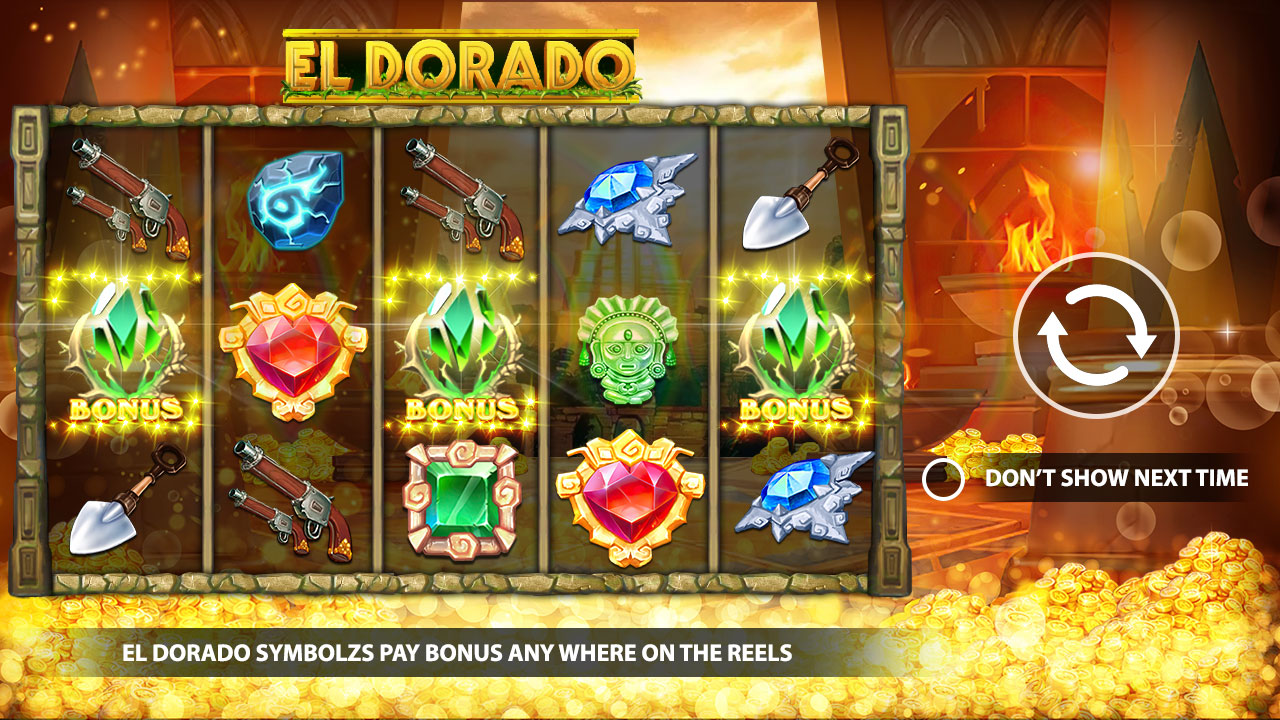 EL DORADO
BONUS
BONUS
BONUS
DON'T SHOW NEXT TIME
EL DORADO SYMBOLZS PAY BONUS ANY WHERE ON THE REELS